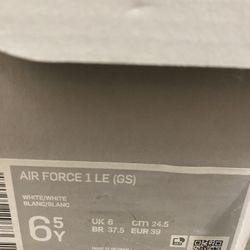 AIR FORCE 1 LE (GS)
WHITE/WHITE
BLANC/BLANC
6.5Y
UK 6 cm 24.5
BR 37.5 EUR 39